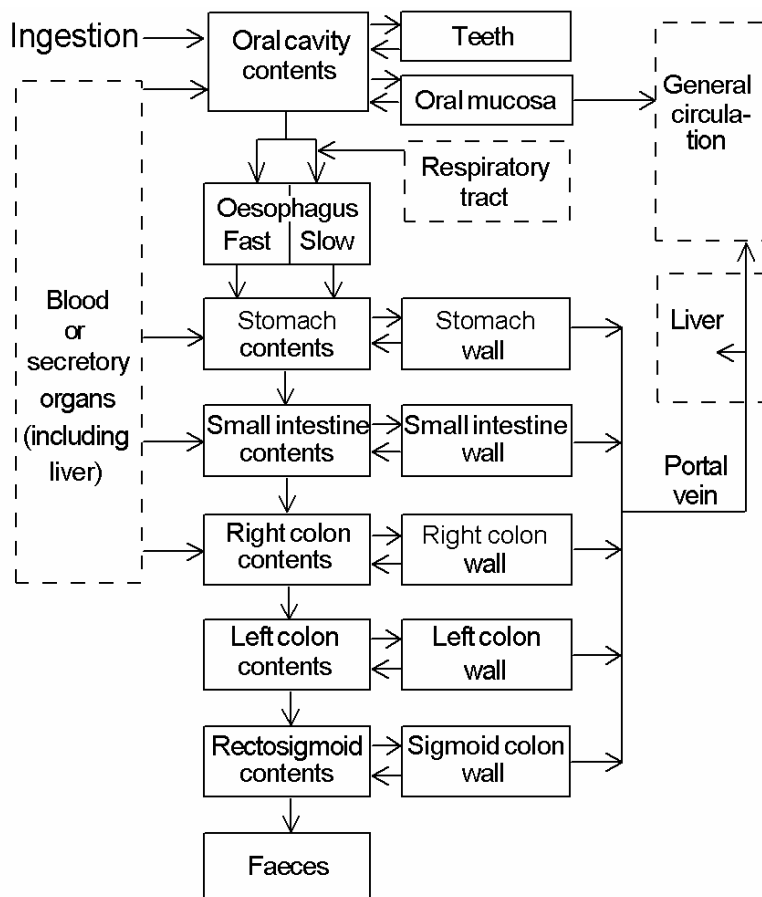 Ingestion
Oral cavity
contents
Teeth
Oral mucosa
General
circula-
tion
Respiratory
tract
Oesophagus
Fast
Slow
Blood
or
secretory
organs
(including
liver)
Stomach
contents
Stomach
wall
Liver
Small intestine
contents
Small intestine
wall
Portal
vein
Right colon
contents
Right colon
wall
Left colon
contents
Left colon
wall
Rectosigmoid
contents
Sigmoid colon
wall
Faeces